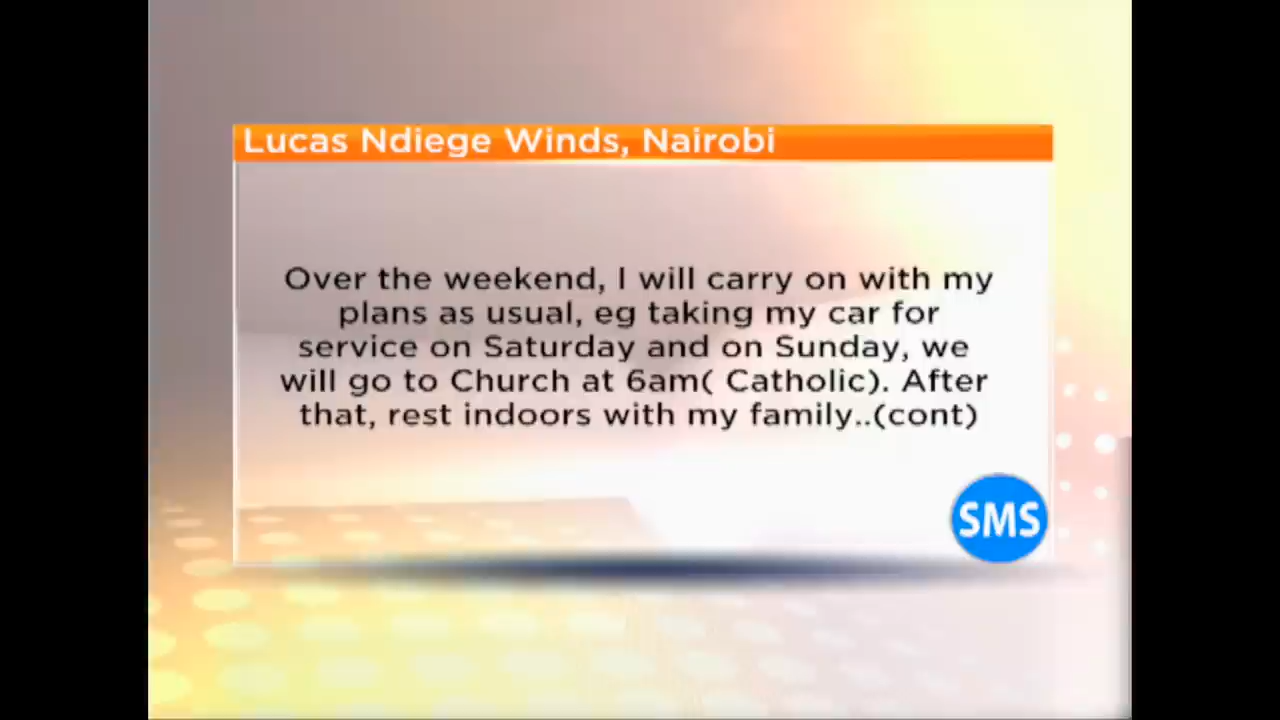 Lucas Ndiege Winds, Nairobi
Over the weekend, I will carry on with my
plans as usual, eg taking my car for
service on Saturday and on Sunday, we
will go to Church at 6am( Catholic). After
that, rest indoors with my family..(cont)
SMS